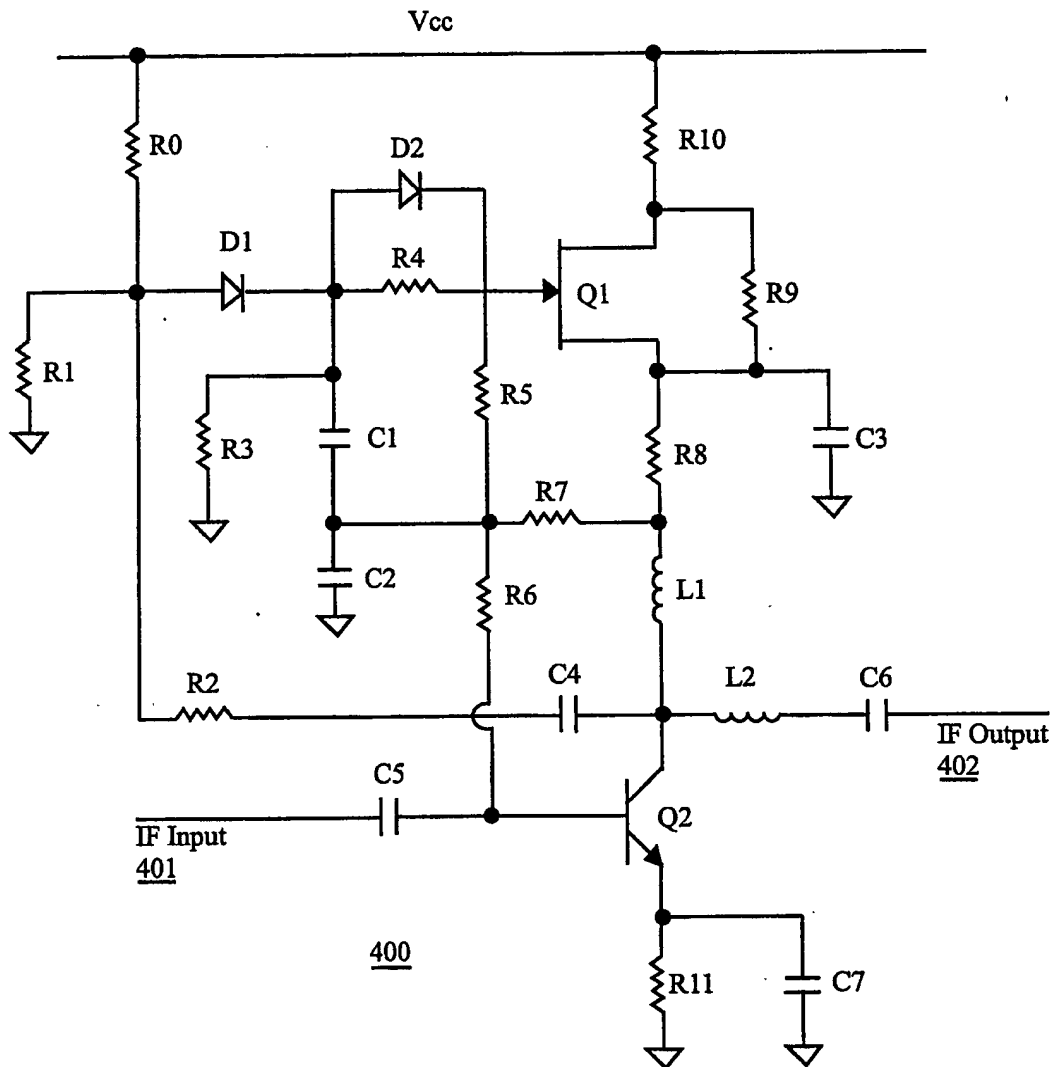 Vcc
R0
R10
D2
D1
R4
Q1
R9
R1
R5
R3
C1
R8
C3
R7
C2
R6
L1
R2
C4
L2
C6
IF Output
402
C5
Q2
IF Input
401
400
R11
C7